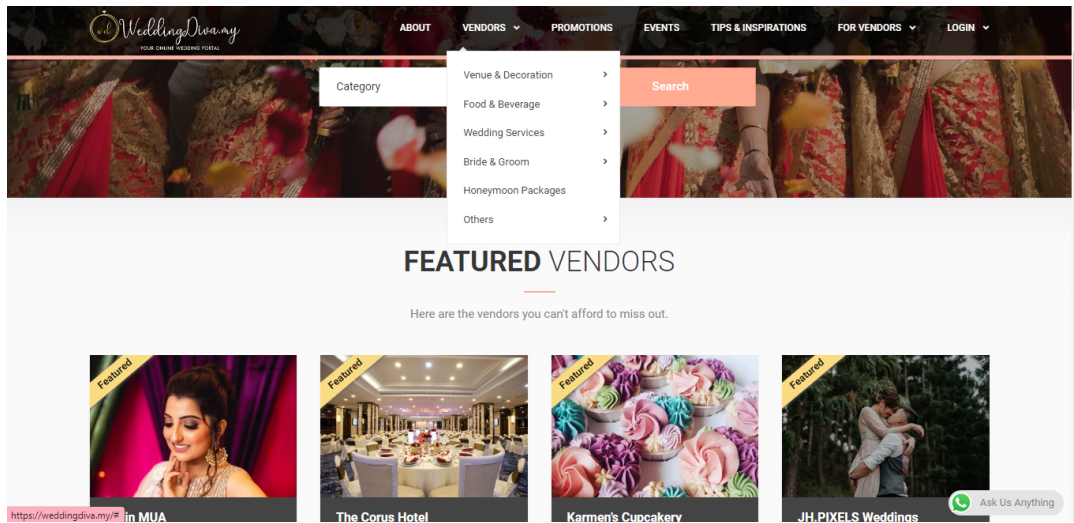 WeddingDiva.my
YOUR ONLINE WEDDING PORTAL
ABOUT
VENDORS
PROMOTIONS
EVENTS
TIPS & INSPIRATIONS
FOR VENDORS
LOGIN
Category
Search
Venue & Decoration
Food & Beverage
Wedding Services
Bride & Groom
Honeymoon Packages
Others
FEATURED VENDORS
Here are the vendors you can't afford to miss out.
Featured
Featured
Featured
Featured
in MUA
The Corus Hotel
Karmen's Cupcakery
JH.PIXELS Weddings
Ask Us Anything
https://weddingdiva.my/#